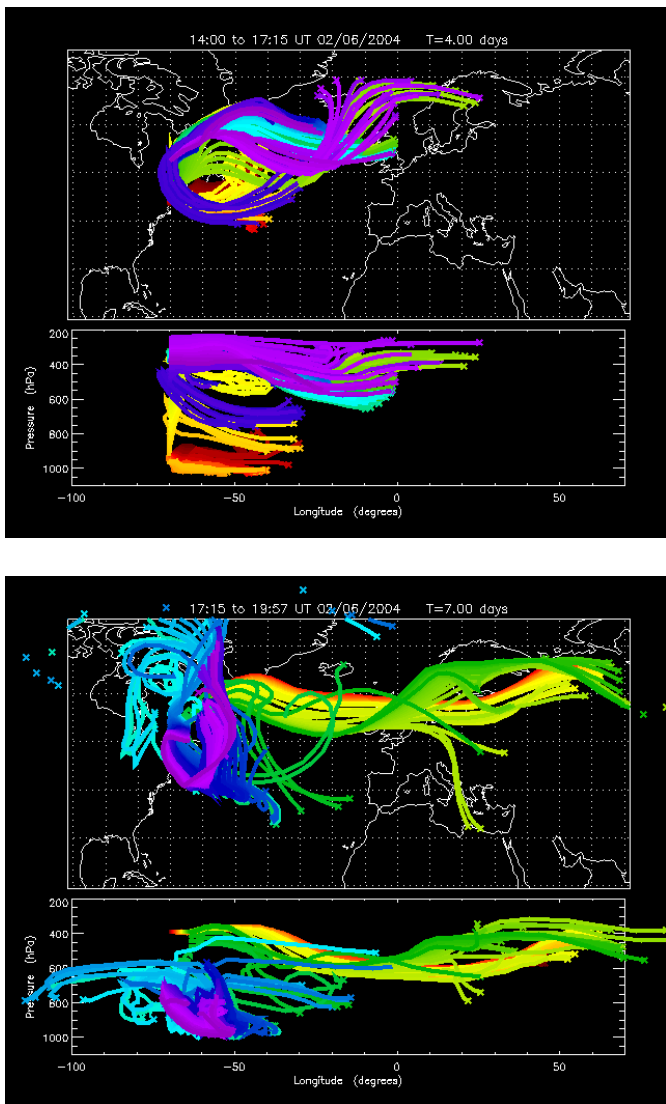 14:00 to 17:15 UT 02/06/2004 T=4.00 days
200
400
600
800
1000
Pressure (hPa)
-100 -50 0 50
Longitude (degrees)
17:15 to 19:57 UT 02/06/2004 T=7.00 days
200
400
600
800
1000
Pressure (hPa)
-100 -50 0 50
Longitude (degrees)